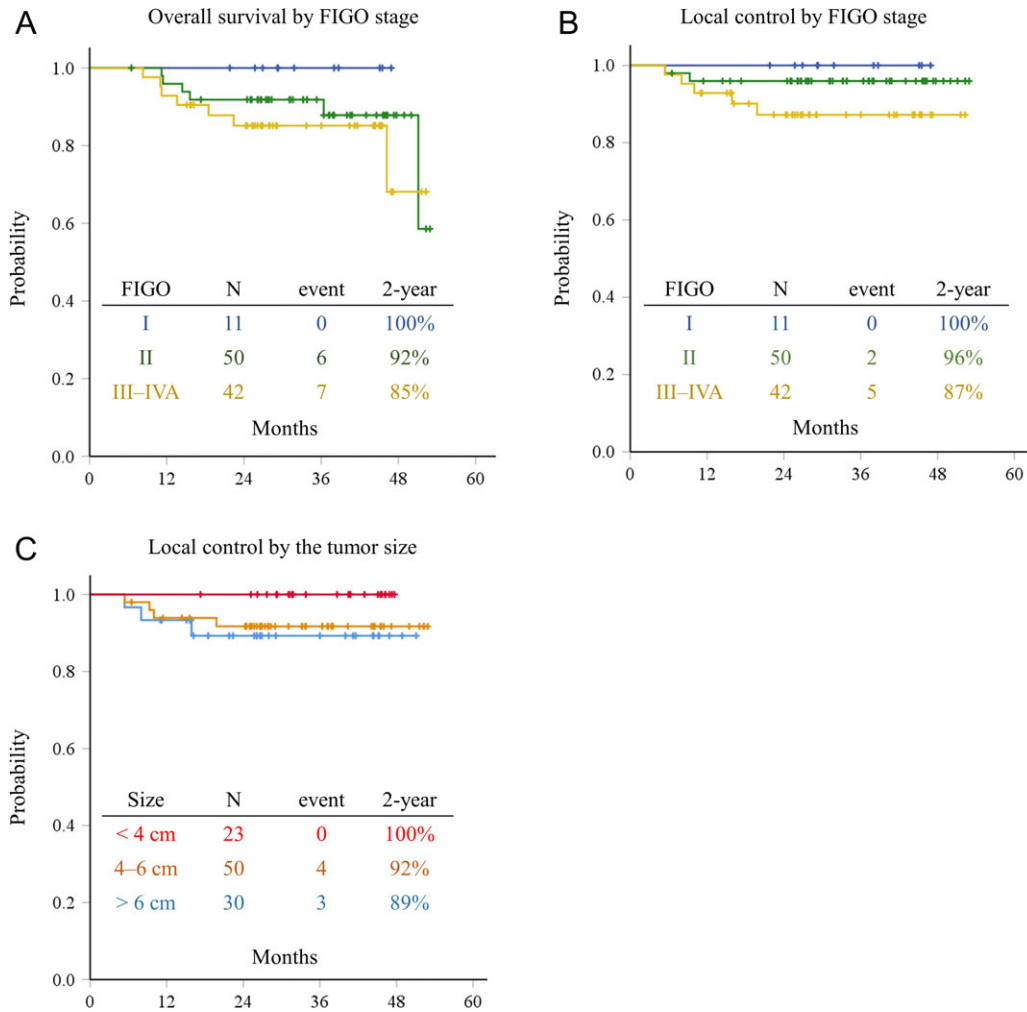 A
Overall survival by FIGO stage
1.0
0.8
0.6
0.4
0.2
0.0
Probability
FIGO N event 2-year
I 11 0 100%
II 50 6 92%
III–IVA 42 7 85%
Months
0 12 24 36 48 60
B
Local control by FIGO stage
1.0
0.8
0.6
0.4
0.2
0.0
Probability
FIGO N event 2-year
I 11 0 100%
II 50 2 96%
III–IVA 42 5 87%
Months
0 12 24 36 48 60
C
Local control by the tumor size
1.0
0.8
0.6
0.4
0.2
0.0
Probability
Size N event 2-year
< 4 cm 23 0 100%
4–6 cm 50 4 92%
> 6 cm 30 3 89%
Months
0 12 24 36 48 60